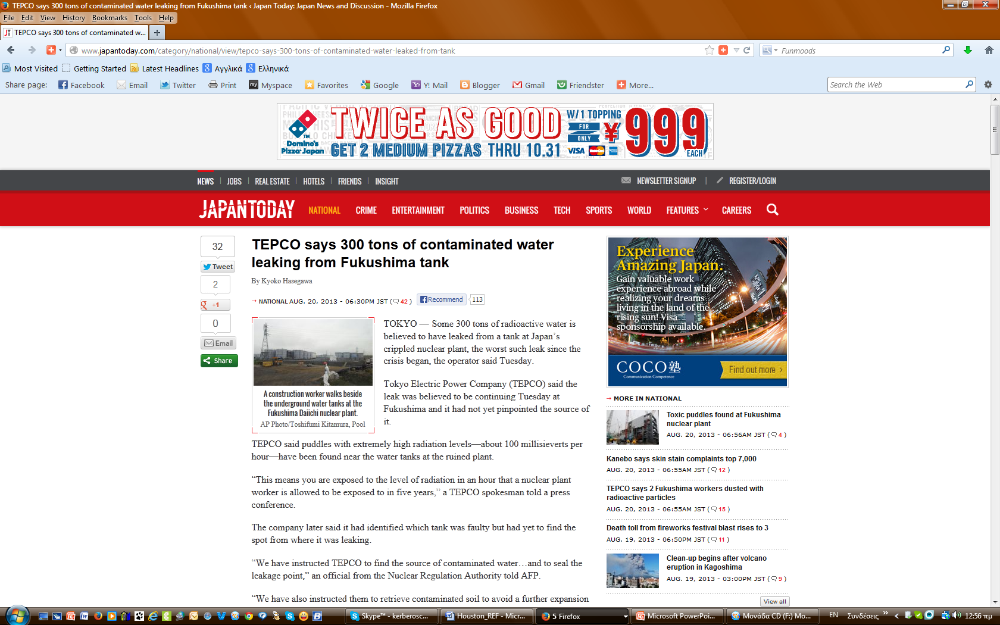 TEPCO says 300 tons of contaminated water leaking from Fukushima tank ‹ Japan Today: Japan News and Discussion - Mozilla Firefox
File Edit View History Bookmarks Tools Help
JT TEPCO says 300 tons of contaminated w... +
www.japantoday.com/category/national/view/tepco-says-300-tons-of-contaminated-water-leaked-from-tank
Funmoods
Most Visited Getting Started Latest Headlines Αγγλικά Ελληνικά
Share page: Facebook Email Twitter Print Myspace Favorites Google Y! Mail Blogger Gmail Friendster More...
Search the Web
Domino's Pizza Japan
TWICE AS GOOD
GET 2 MEDIUM PIZZAS THRU 10.31
W/ 1 TOPPING
FOR ONLY
¥999 EACH
VISA
NEWS | JOBS | REAL ESTATE | HOTELS | FRIENDS | INSIGHT
NEWSLETTER SIGNUP | REGISTER/LOGIN
JAPANTODAY NATIONAL CRIME ENTERTAINMENT POLITICS BUSINESS TECH SPORTS WORLD FEATURES CAREERS
32
Tweet
2
+1
0
Email
Share
TEPCO says 300 tons of contaminated water
leaking from Fukushima tank
By Kyoko Hasegawa
→ NATIONAL AUG. 20, 2013 - 06:30PM JST ( 42 ) Recommend 113
A construction worker walks beside
the underground water tanks at the
Fukushima Daiichi nuclear plant.
AP Photo/Toshifumi Kitamura, Pool
TOKYO — Some 300 tons of radioactive water is
believed to have leaked from a tank at Japan’s
crippled nuclear plant, the worst such leak since the
crisis began, the operator said Tuesday.
Tokyo Electric Power Company (TEPCO) said the
leak was believed to be continuing Tuesday at
Fukushima and it had not yet pinpointed the source of
it.
TEPCO said puddles with extremely high radiation levels—about 100 millisieverts per
hour—have been found near the water tanks at the ruined plant.
“This means you are exposed to the level of radiation in an hour that a nuclear plant
worker is allowed to be exposed to in five years,” a TEPCO spokesman told a press
conference.
The company later said it had identified which tank was faulty but had yet to find the
spot from where it was leaking.
“We have instructed TEPCO to find the source of contaminated water…and to seal the
leakage point,” an official from the Nuclear Regulation Authority told AFP.
“We have also instructed them to retrieve contaminated soil to avoid a further expansion
Experience
Amazing Japan.
Gain valuable work
experience abroad while
realizing your dreams
living in the land of the
rising sun! Visa
sponsorship available.
COCO塾
Communication Competence
Find out more ›
→ MORE IN NATIONAL
Toxic puddles found at Fukushima
nuclear plant
AUG. 20, 2013 - 06:56AM JST ( 4 )
Kanebo says skin stain complaints top 7,000
AUG. 20, 2013 - 06:55AM JST ( 12 )
TEPCO says 2 Fukushima workers dusted with
radioactive particles
AUG. 20, 2013 - 06:55AM JST ( 15 )
Death toll from fireworks festival blast rises to 3
AUG. 19, 2013 - 06:50PM JST ( 11 )
Clean-up begins after volcano
eruption in Kagoshima
AUG. 19, 2013 - 03:00PM JST ( 9 )
View all
Skype™ - kerberosc... Houston_REF - Micr... 5 Firefox Microsoft PowerPoi... Μονάδα CD (F:) Mo... EN Συνδέσεις 12:56 πμ